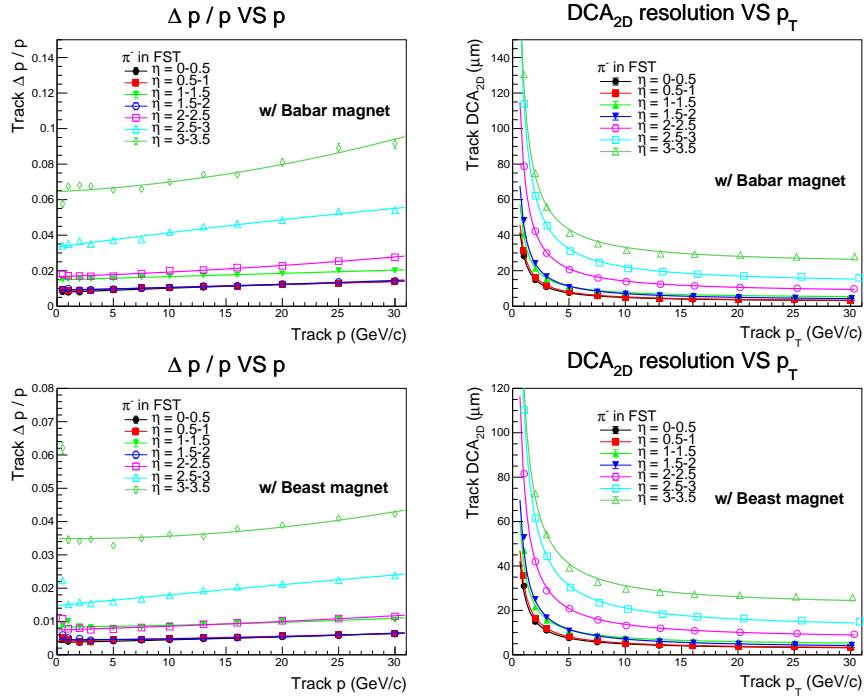 Δ p / p VS p
Track Δ p / p
0.14
0.12
0.1
0.08
0.06
0.04
0.02
0
π⁻ in FST
η = 0-0.5
η = 0.5-1
η = 1-1.5
η = 1.5-2
η = 2-2.5
η = 2.5-3
η = 3-3.5
w/ Babar magnet
0 5 10 15 20 25 30
Track p (GeV/c)
DCA₂D resolution VS p_T
Track DCA₂D (μm)
140
120
100
80
60
40
20
0
π⁻ in FST
η = 0-0.5
η = 0.5-1
η = 1-1.5
η = 1.5-2
η = 2-2.5
η = 2.5-3
η = 3-3.5
w/ Babar magnet
0 5 10 15 20 25 30
Track p_T (GeV/c)
Δ p / p VS p
Track Δ p / p
0.08
0.07
0.06
0.05
0.04
0.03
0.02
0.01
0
π⁻ in FST
η = 0-0.5
η = 0.5-1
η = 1-1.5
η = 1.5-2
η = 2-2.5
η = 2.5-3
η = 3-3.5
w/ Beast magnet
0 5 10 15 20 25 30
Track p (GeV/c)
DCA₂D resolution VS p_T
Track DCA₂D (μm)
120
100
80
60
40
20
0
π⁻ in FST
η = 0-0.5
η = 0.5-1
η = 1-1.5
η = 1.5-2
η = 2-2.5
η = 2.5-3
η = 3-3.5
w/ Beast magnet
0 5 10 15 20 25 30
Track p_T (GeV/c)